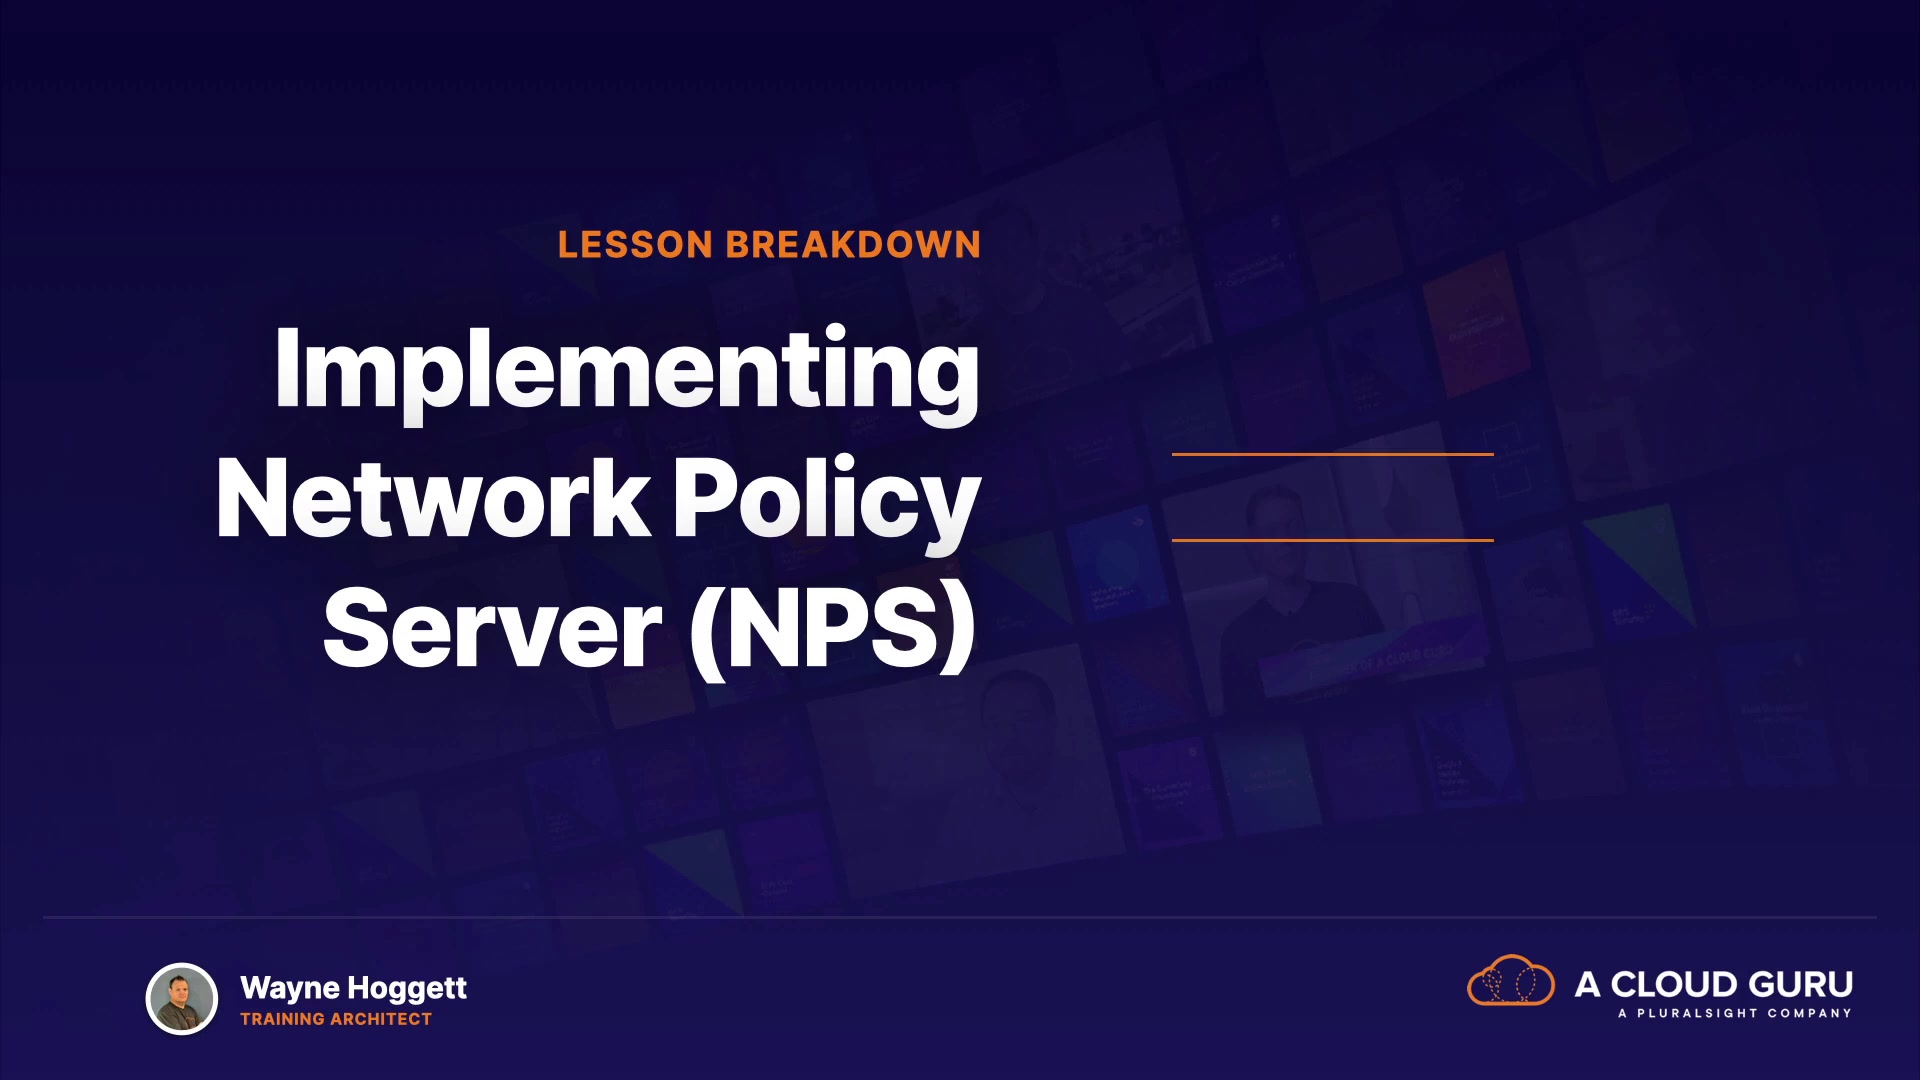 LESSON BREAKDOWN
Implementing
Network Policy
Server (NPS)
Wayne Hoggett
TRAINING ARCHITECT
A CLOUD GURU
A PLURALSIGHT COMPANY